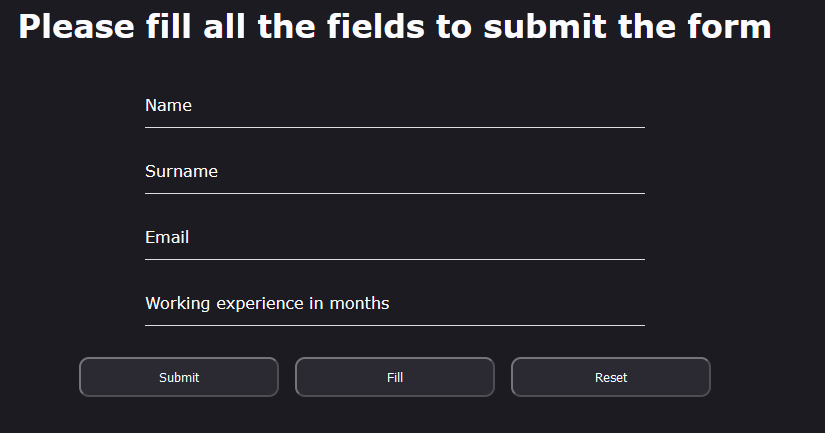 Please fill all the fields to submit the form
Name
Surname
Email
Working experience in months
Submit
Fill
Reset